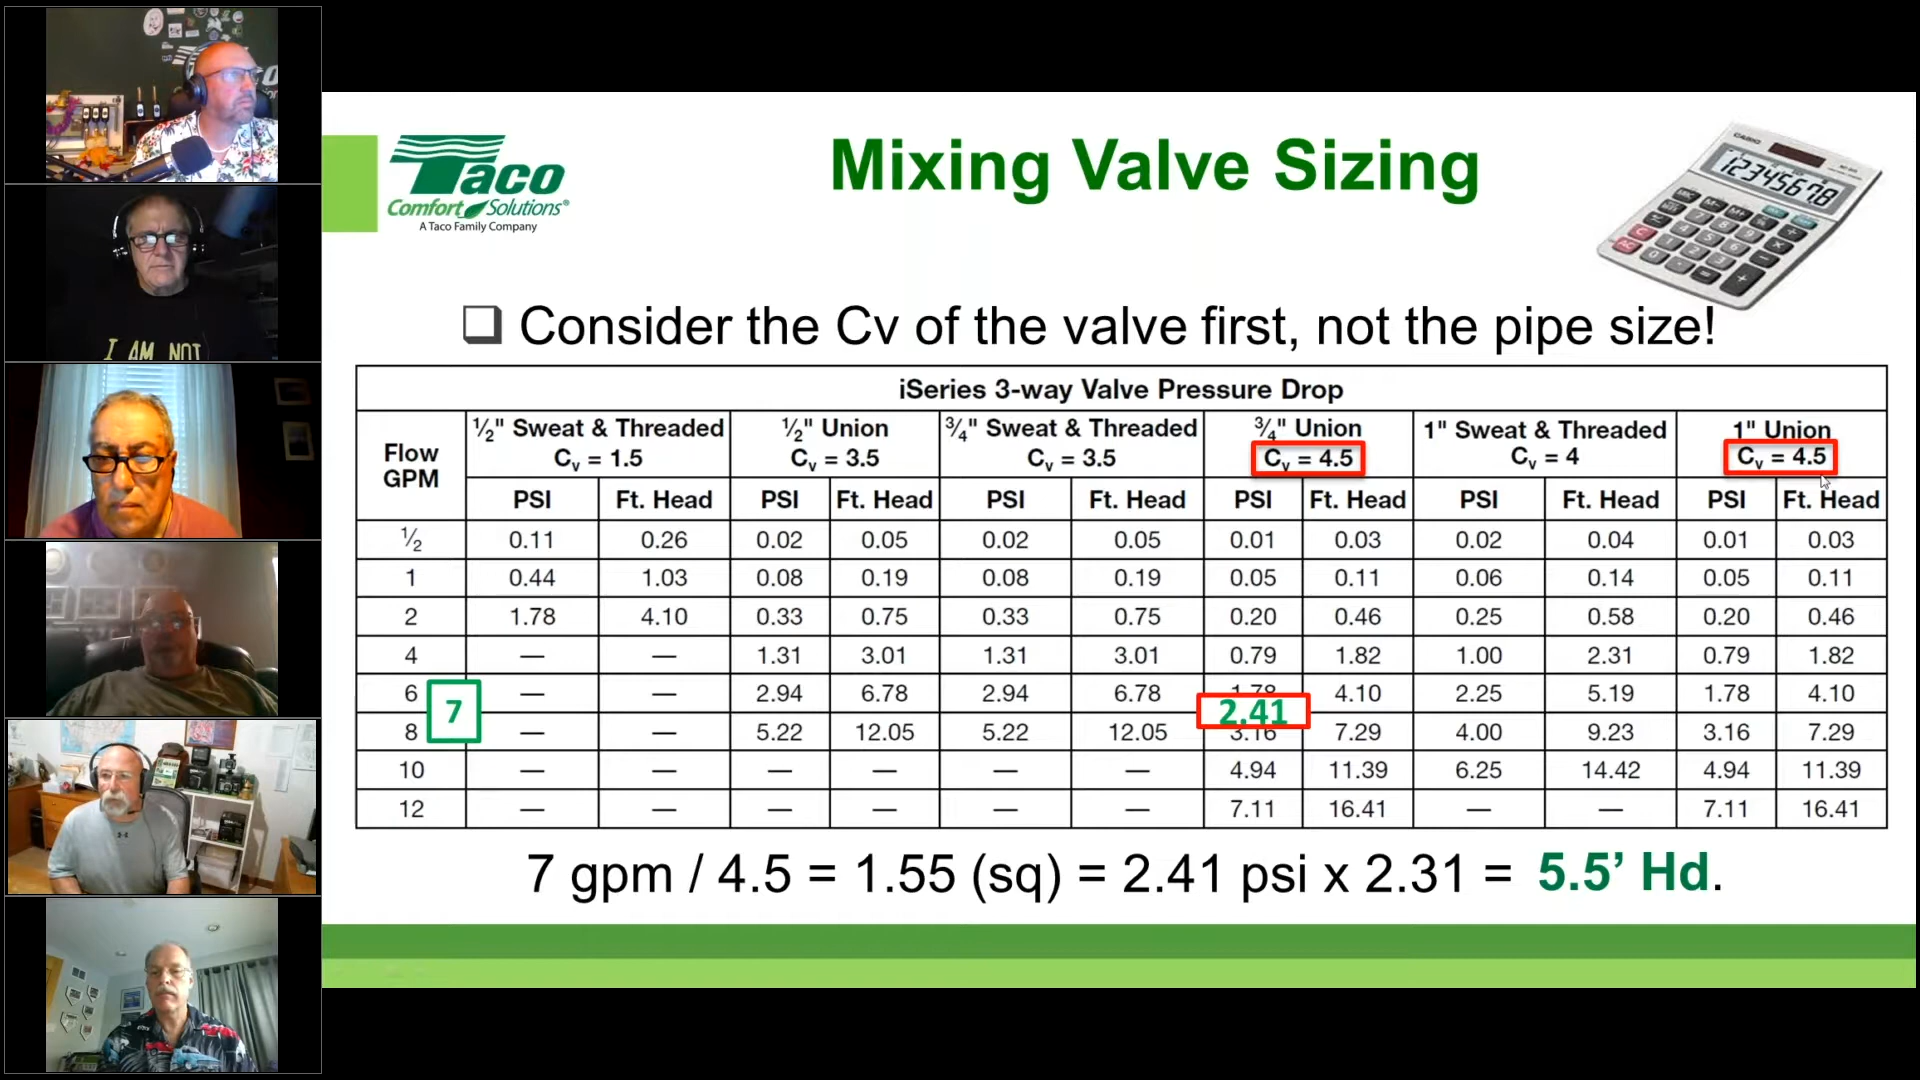 I AM NOT
Taco
Comfort Solutions®
A Taco Family Company
Mixing Valve Sizing
CASIO
12345678
❑ Consider the Cv of the valve first, not the pipe size!
iSeries 3-way Valve Pressure Drop
Flow GPM ½" Sweat & Threaded Cv = 1.5 ½" Union Cv = 3.5 ¾" Sweat & Threaded Cv = 3.5 ¾" Union Cv = 4.5 1" Sweat & Threaded Cv = 4 1" Union Cv = 4.5
PSI Ft. Head PSI Ft. Head PSI Ft. Head PSI Ft. Head PSI Ft. Head PSI Ft. Head
½ 0.11 0.26 0.02 0.05 0.02 0.05 0.01 0.03 0.02 0.04 0.01 0.03
1 0.44 1.03 0.08 0.19 0.08 0.19 0.05 0.11 0.06 0.14 0.05 0.11
2 1.78 4.10 0.33 0.75 0.33 0.75 0.20 0.46 0.25 0.58 0.20 0.46
4 — — 1.31 3.01 1.31 3.01 0.79 1.82 1.00 2.31 0.79 1.82
6 — — 2.94 6.78 2.94 6.78 1.78 4.10 2.25 5.19 1.78 4.10
7 2.41
8 — — 5.22 12.05 5.22 12.05 3.16 7.29 4.00 9.23 3.16 7.29
10 — — — — — — 4.94 11.39 6.25 14.42 4.94 11.39
12 — — — — — — 7.11 16.41 — — 7.11 16.41
7 gpm / 4.5 = 1.55 (sq) = 2.41 psi x 2.31 = 5.5’ Hd.